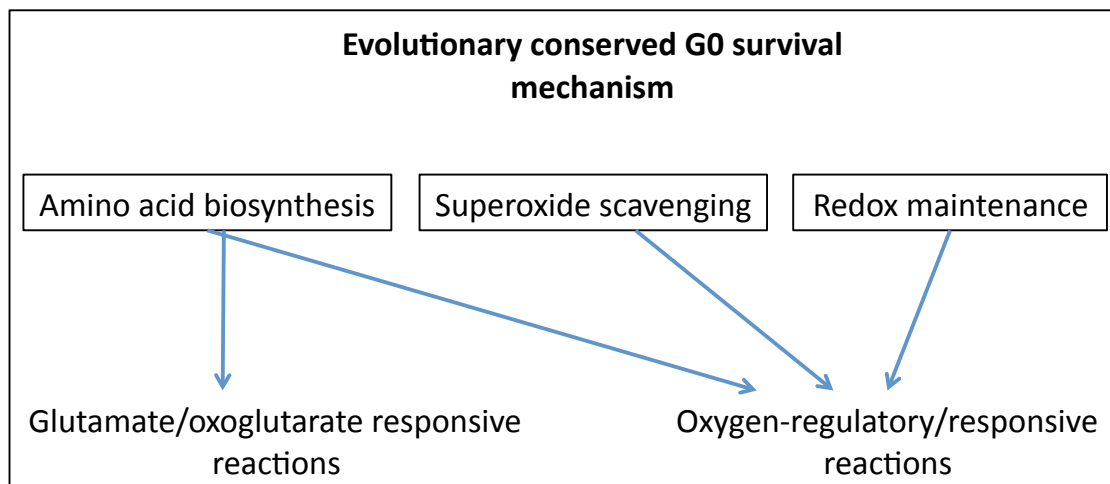 Evolutionary conserved G0 survival
mechanism
Amino acid biosynthesis
Superoxide scavenging
Redox maintenance
Glutamate/oxoglutarate responsive
reactions
Oxygen-regulatory/responsive
reactions